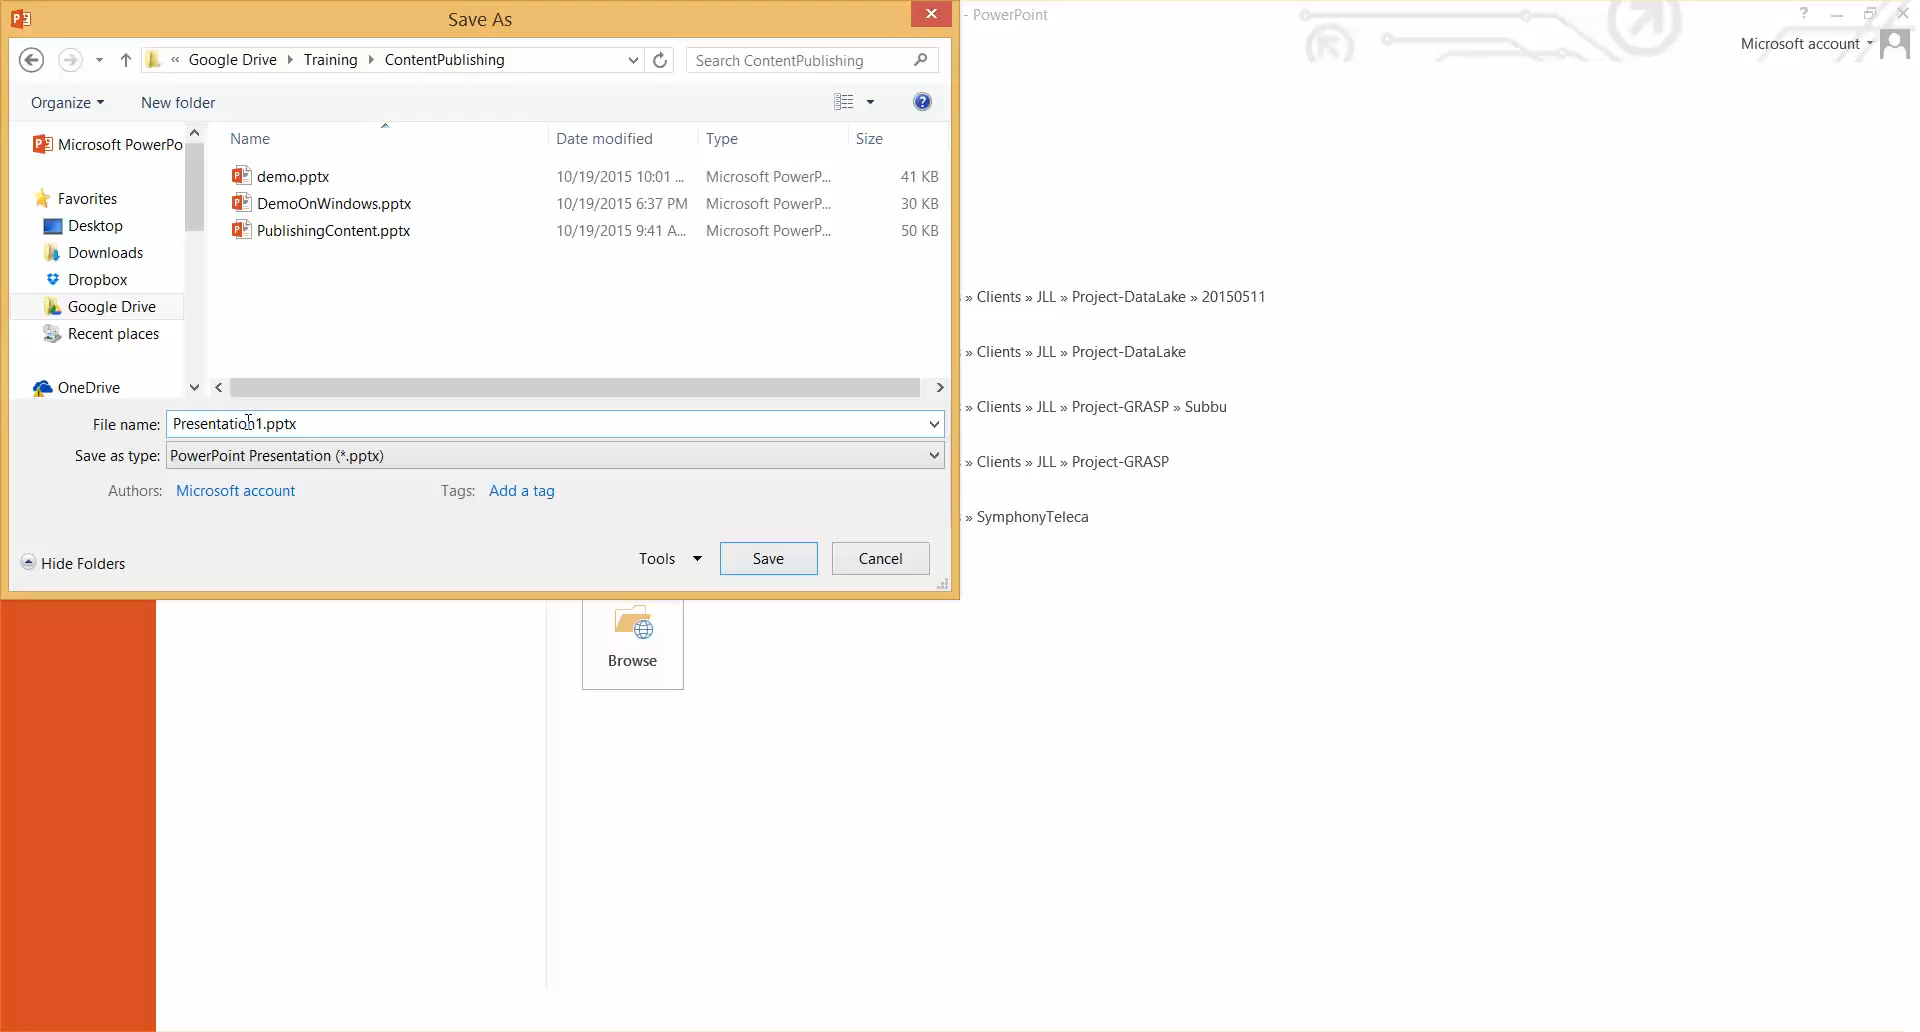 Save As
- PowerPoint
Microsoft account
« Google Drive Training ContentPublishing
Search ContentPublishing
Organize
New folder
Microsoft PowerPo
Name
Date modified
Type
Size
demo.pptx 10/19/2015 10:01 ... Microsoft PowerP... 41 KB
Favorites
DemoOnWindows.pptx 10/19/2015 6:37 PM Microsoft PowerP... 30 KB
Desktop
PublishingContent.pptx 10/19/2015 9:41 A... Microsoft PowerP... 50 KB
Downloads
Dropbox
Google Drive
Recent places
OneDrive
» Clients » JLL » Project-DataLake » 20150511
» Clients » JLL » Project-DataLake
» Clients » JLL » Project-GRASP » Subbu
» Clients » JLL » Project-GRASP
» SymphonyTeleca
File name: Presentation1.pptx
Save as type: PowerPoint Presentation (*.pptx)
Authors: Microsoft account
Tags: Add a tag
Hide Folders
Tools
Save
Cancel
Browse